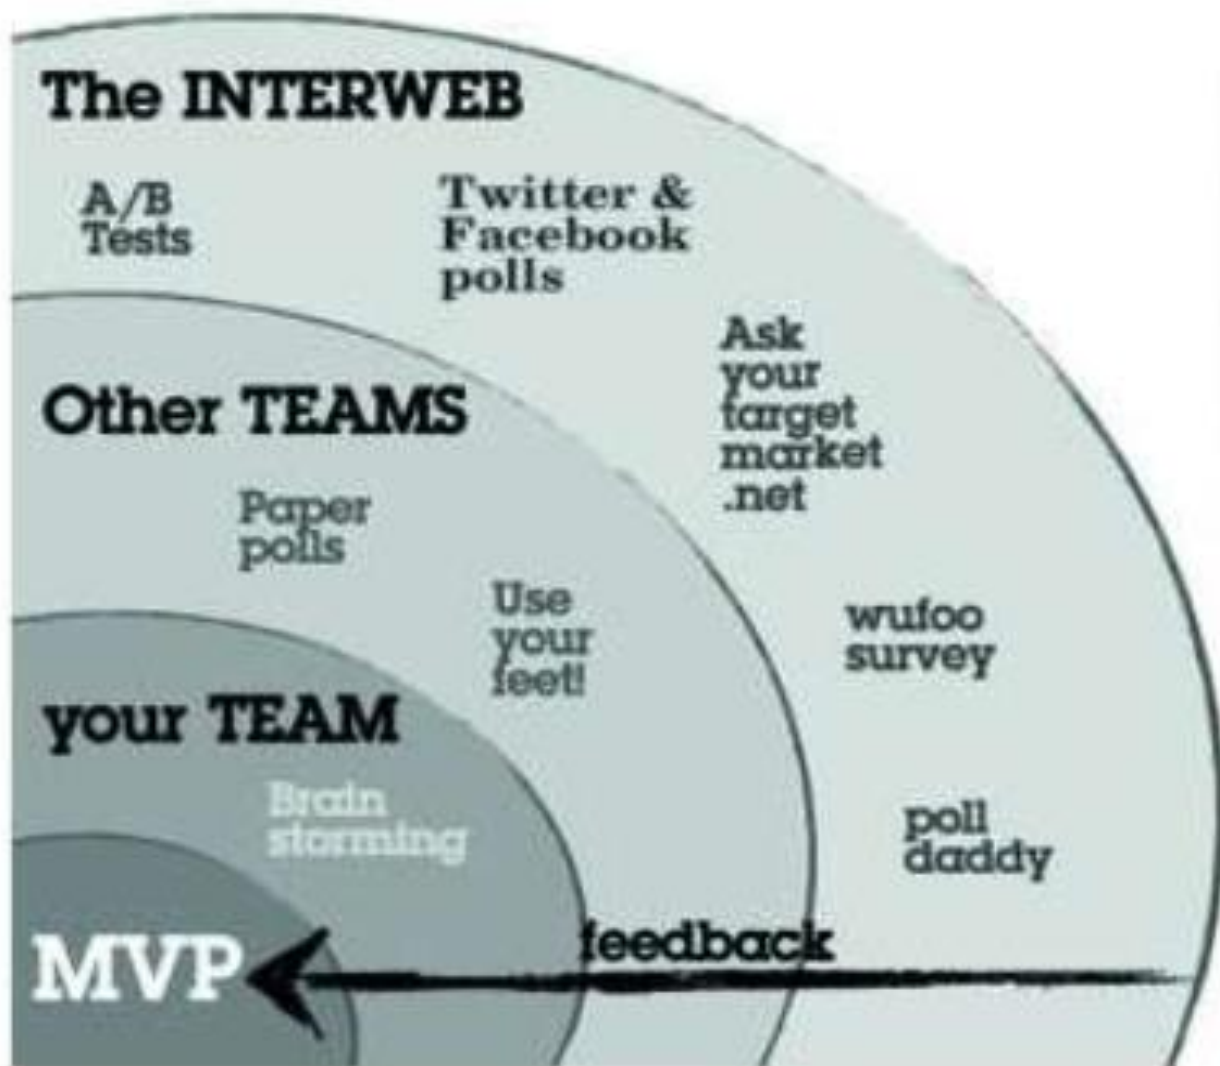 The INTERWEB
A/B
Tests
Twitter &
Facebook
polls
Ask
your
target
market
.net
Other TEAMS
Paper
polls
Use
your
feet!
wufoo
survey
your TEAM
Brain
storming
poll
daddy
feedback
MVP